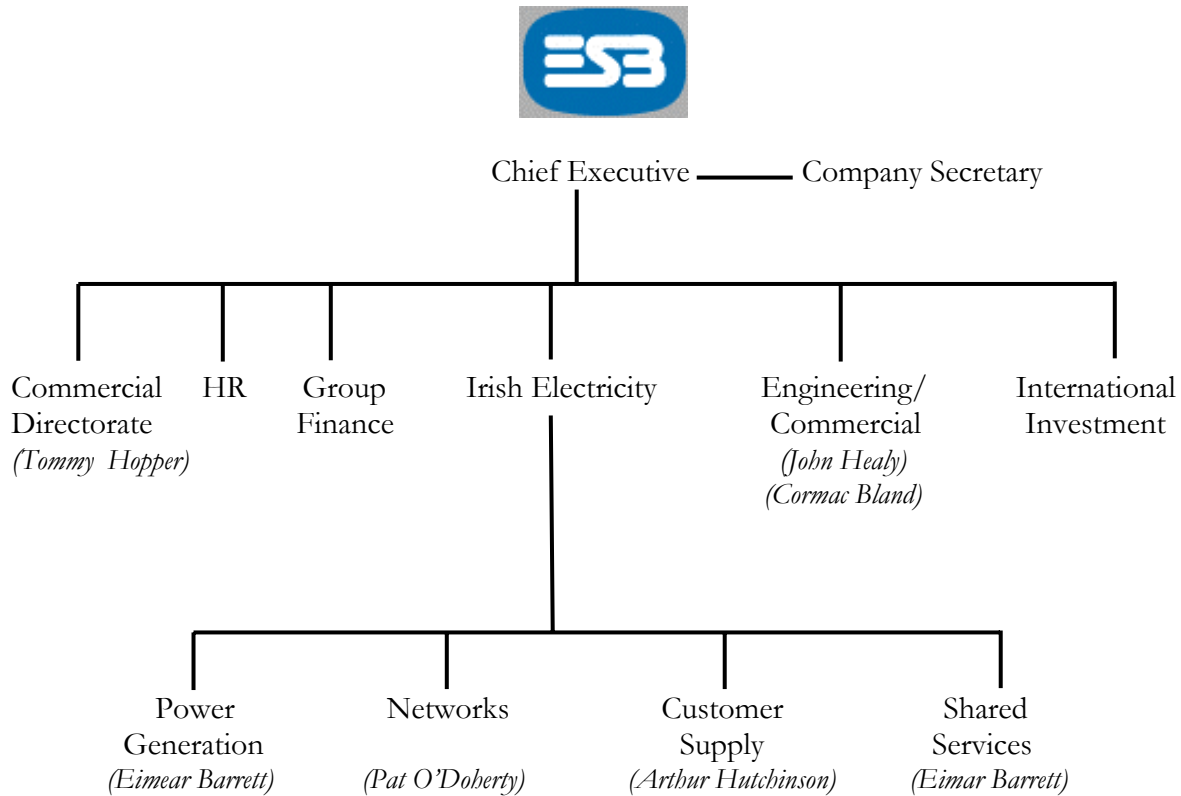 ESB
Chief Executive
Company Secretary
Commercial
Directorate
(Tommy Hopper)
HR
Group
Finance
Irish Electricity
Engineering/
Commercial
(John Healy)
(Cormac Bland)
International
Investment
Power
Generation
(Eimear Barrett)
Networks
(Pat O’Doherty)
Customer
Supply
(Arthur Hutchinson)
Shared
Services
(Eimar Barrett)